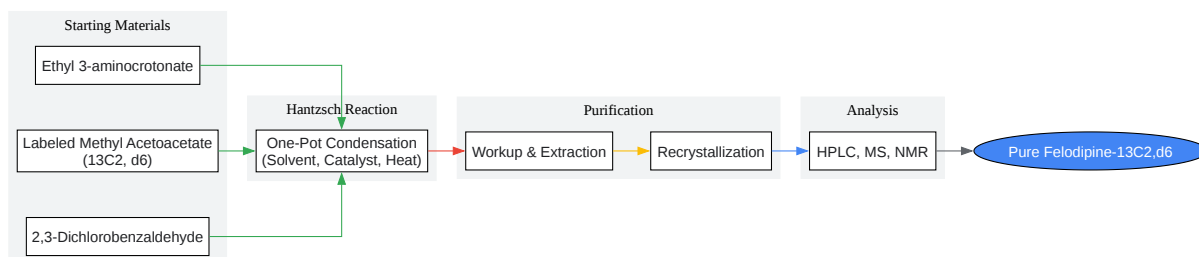 Starting Materials
Ethyl 3-aminocrotonate
Labeled Methyl Acetoacetate
(13C2, d6)
2,3-Dichlorobenzaldehyde
Hantzsch Reaction
One-Pot Condensation
(Solvent, Catalyst, Heat)
Purification
Workup & Extraction
Recrystallization
Analysis
HPLC, MS, NMR
Pure Felodipine-13C2,d6